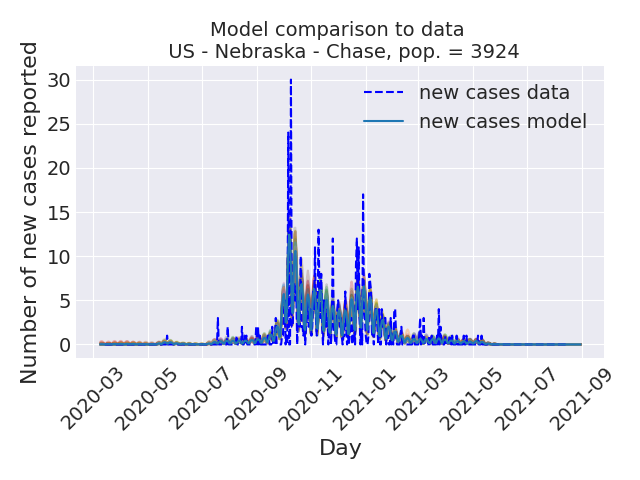 Model comparison to data
US - Nebraska - Chase, pop. = 3924
Number of new cases reported
30
25
20
15
10
5
0
new cases data
new cases model
2020-03
2020-05
2020-07
2020-09
2020-11
2021-01
2021-03
2021-05
2021-07
2021-09
Day